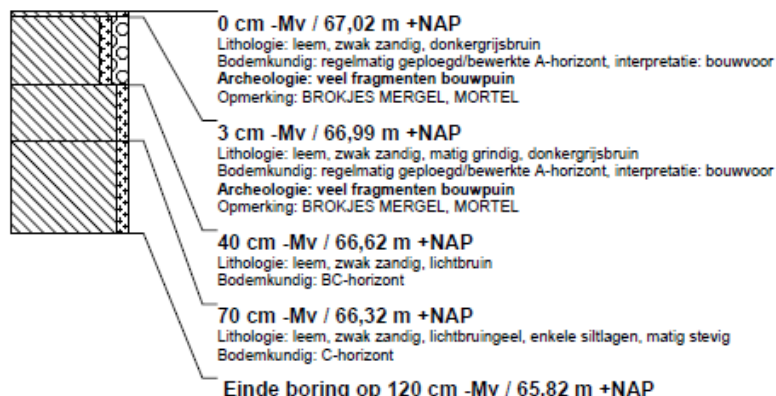 0 cm -Mv / 67,02 m +NAP
Lithologie: leem, zwak zandig, donkergrijsbruin
Bodemkundig: regelmatig geploegd/bewerkte A-horizont, interpretatie: bouwvoor
Archeologie: veel fragmenten bouwpuin
Opmerking: BROKJES MERGEL, MORTEL
3 cm -Mv / 66,99 m +NAP
Lithologie: leem, zwak zandig, matig grindig, donkergrijsbruin
Bodemkundig: regelmatig geploegd/bewerkte A-horizont, interpretatie: bouwvoor
Archeologie: veel fragmenten bouwpuin
Opmerking: BROKJES MERGEL, MORTEL
40 cm -Mv / 66,62 m +NAP
Lithologie: leem, zwak zandig, lichtbruin
Bodemkundig: BC-horizont
70 cm -Mv / 66,32 m +NAP
Lithologie: leem, zwak zandig, lichtbruingeel, enkele siltlagen, matig stevig
Bodemkundig: C-horizont
Einde boring op 120 cm -Mv / 65,82 m +NAP